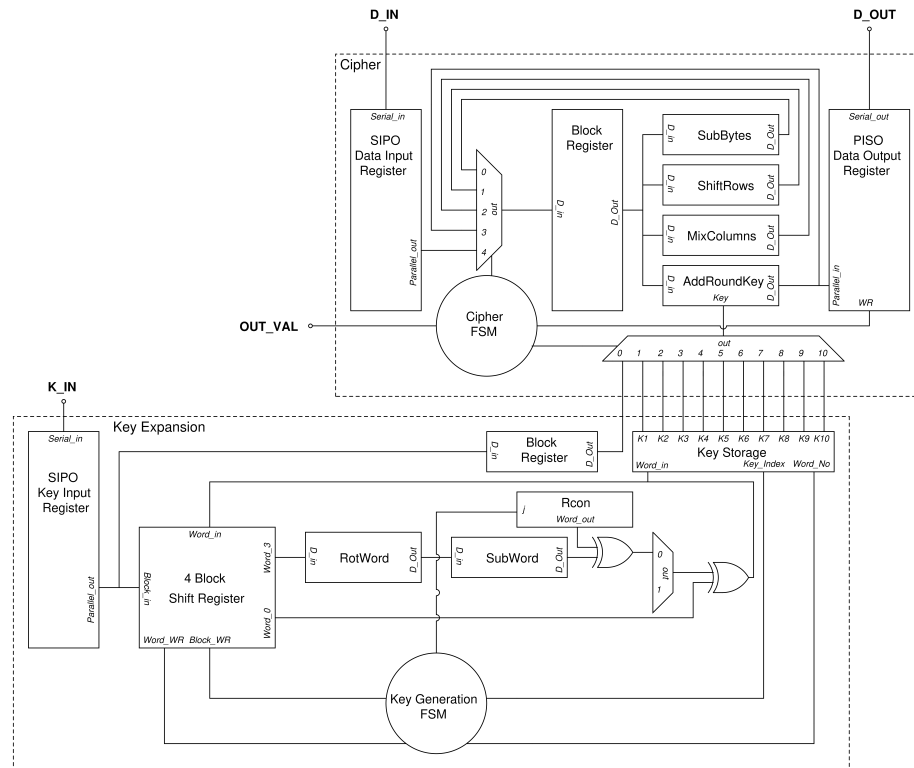 D_IN
D_OUT
Cipher
Serial_in
SIPO
Data Input
Register
Parallel_out
0
1
2
3
4
out
Block
Register
D_in
D_Out
D_in
SubBytes
D_Out
D_in
ShiftRows
D_Out
D_in
MixColumns
D_Out
D_in
AddRoundKey
Key
D_Out
Serial_out
PISO
Data Output
Register
Parallel_in
WR
OUT_VAL
Cipher
FSM
out
0 1 2 3 4 5 6 7 8 9 10
K_IN
Key Expansion
Serial_in
SIPO
Key Input
Register
Parallel_out
D_in
Block
Register
D_Out
K1 K2 K3 K4 K5 K6 K7 K8 K9 K10
Key Storage
Word_in
Key_Index
Word_No
j
Rcon
Word_out
Word_in
Block_in
4 Block
Shift Register
Word_3
Word_0
Word_WR Block_WR
D_in
RotWord
D_Out
D_in
SubWord
D_Out
0
out
1
Key Generation
FSM